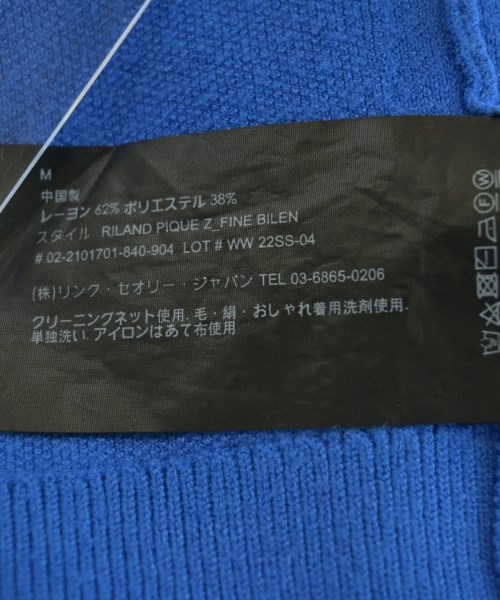 M
中国製
レーヨン 62% ポリエステル 38%
スタイル RILAND PIQUE Z_FINE BILEN
# 02-2101701-840-904 LOT # WW 22SS-04
(株)リンク・セオリー・ジャパン TEL 03-6865-0206
クリーニングネット使用. 毛・絹・おしゃれ着用洗剤使用.
単独洗い. アイロンはあて布使用
F
W